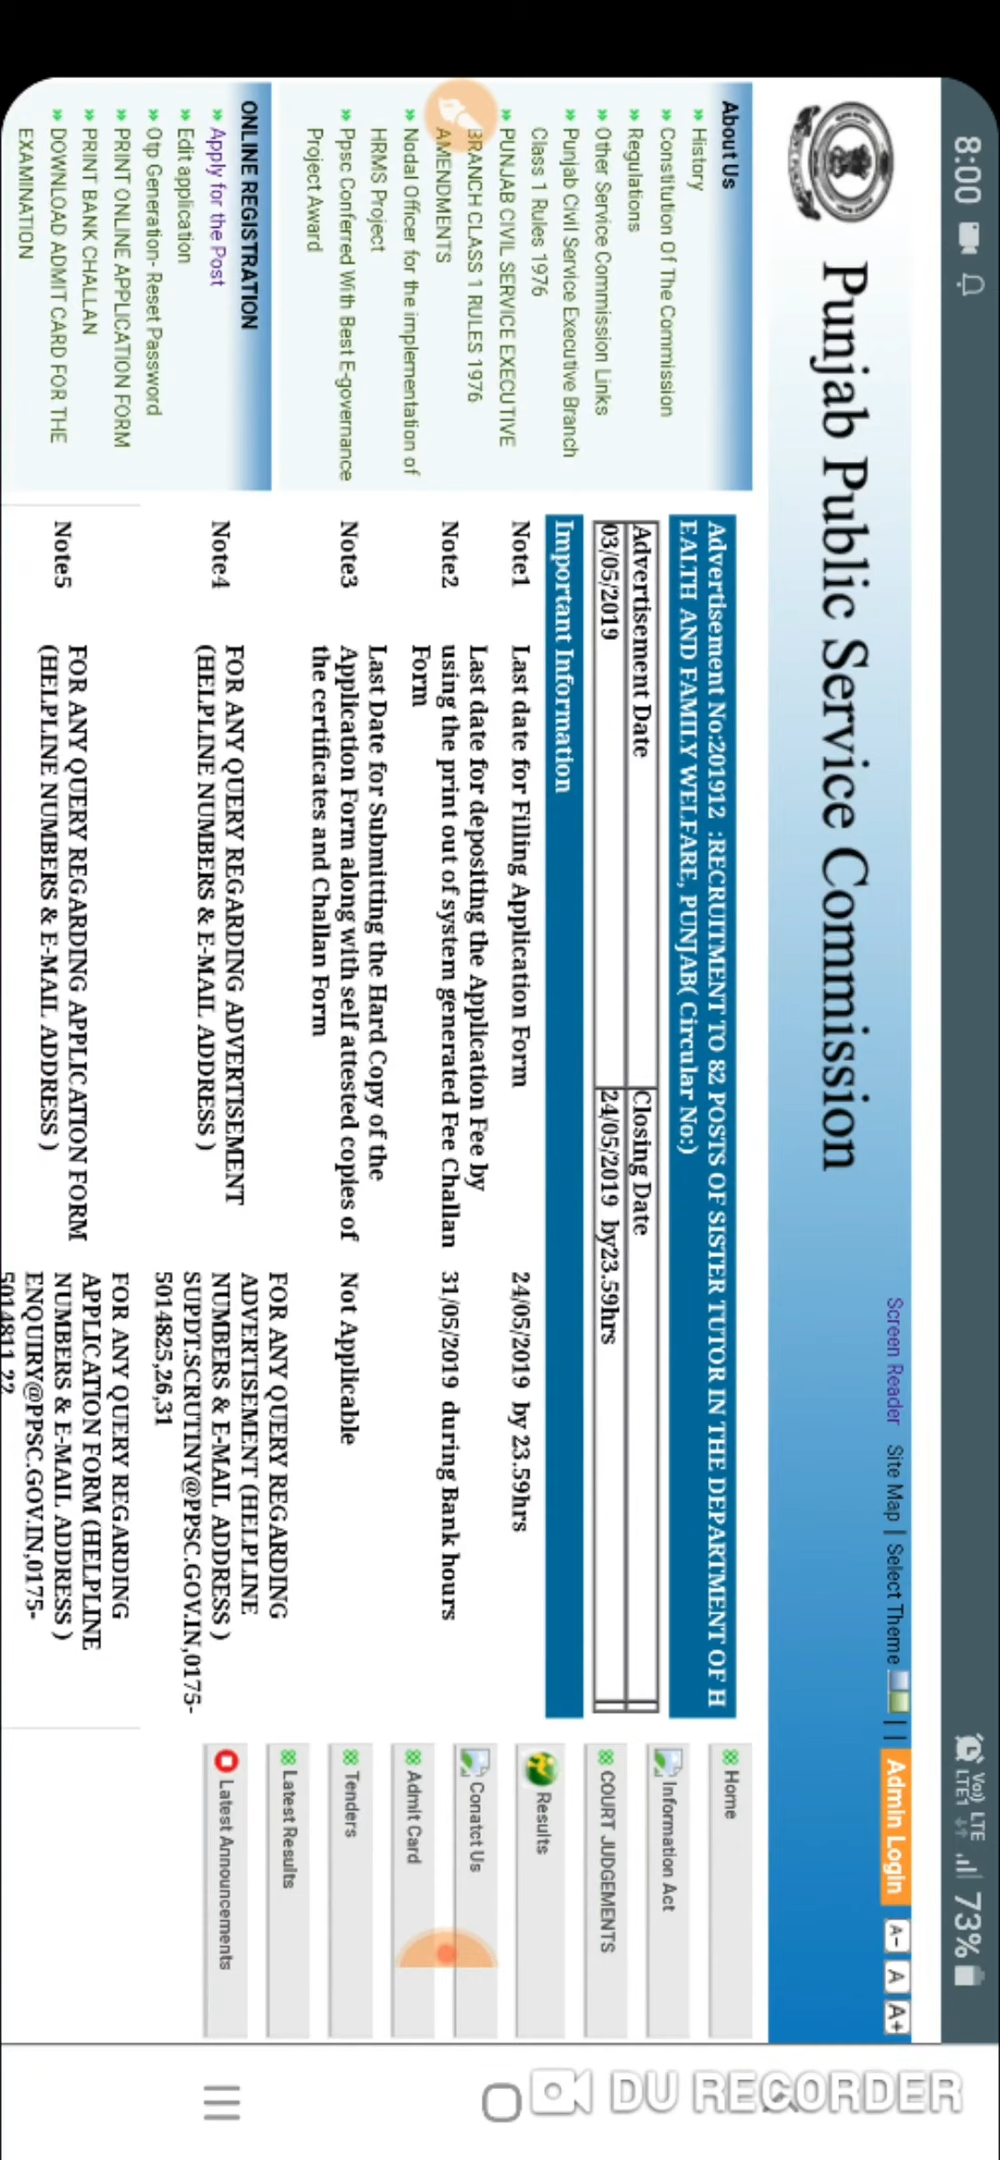 8:00
Voo) LTE
LTE1
73%
Screen Reader Site Map | Select Theme | | Admin Login A- A A+
Punjab Public Service Commission
About Us
History
Constitution Of The Commission
Regulations
Other Service Commission Links
Punjab Civil Service Executive Branch
Class 1 Rules 1976
PUNJAB CIVIL SERVICE EXECUTIVE
BRANCH CLASS 1 RULES 1976
AMENDMENTS
Nodal Officer for the implementation of
HRMS Project
Ppsc Conferred With Best E-governance
Project Award
ONLINE REGISTRATION
Apply for the Post
Edit application
Otp Generation- Reset Password
PRINT ONLINE APPLICATION FORM
PRINT BANK CHALLAN
DOWNLOAD ADMIT CARD FOR THE
EXAMINATION
Advertisement No:201912 :RECRUITMENT TO 82 POSTS OF SISTER TUTOR IN THE DEPARTMENT OF H
EALTH AND FAMILY WELFARE, PUNJAB( Circular No:)
Advertisement Date Closing Date
03/05/2019 24/05/2019 by23.59hrs
Important Information
Note1 Last date for Filling Application Form 24/05/2019 by 23.59hrs
Last date for depositing the Application Fee by
Note2 using the print out of system generated Fee Challan 31/05/2019 during Bank hours
Form
Last Date for Submitting the Hard Copy of the
Note3 Application Form along with self attested copies of Not Applicable
the certificates and Challan Form
FOR ANY QUERY REGARDING
ADVERTISEMENT (HELPLINE
Note4 FOR ANY QUERY REGARDING ADVERTISEMENT NUMBERS & E-MAIL ADDRESS )
(HELPLINE NUMBERS & E-MAIL ADDRESS ) SUPPDT.SCRUTINY@PPSC.GOV.IN,0175-
5014825,26,31
FOR ANY QUERY REGARDING
APPLICATION FORM (HELPLINE
Note5 FOR ANY QUERY REGARDING APPLICATION FORM NUMBERS & E-MAIL ADDRESS )
(HELPLINE NUMBERS & E-MAIL ADDRESS ) ENQUIRY@PPSC.GOV.IN,0175-
5014811,22
Home
Information Act
COURT JUDGEMENTS
Results
Conatct Us
Admit Card
Tenders
Latest Results
Latest Announcements
DU RECORDER